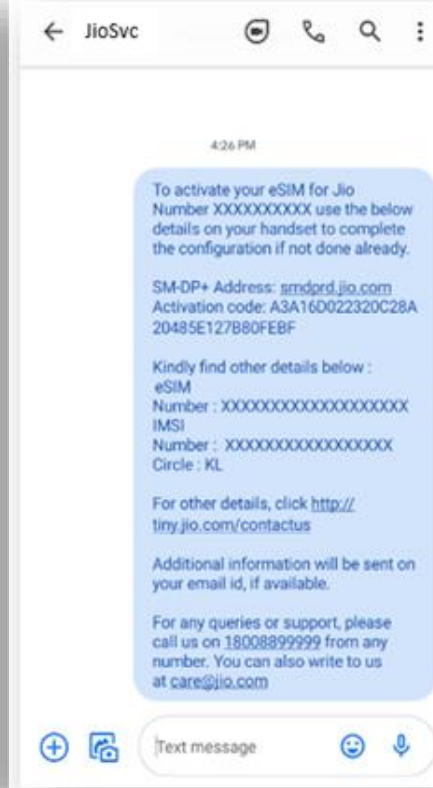 JioSvc
4:26 PM
To activate your eSIM for Jio
Number XXXXXXXXXX use the below
details on your handset to complete
the configuration if not done already.
SM-DP+ Address: smdprd.jio.com
Activation code: A3A16D022320C28A
20485E127B80FEBF
Kindly find other details below :
eSIM
Number : XXXXXXXXXXXXXXXXXXX
IMSI
Number : XXXXXXXXXXXXXXXXX
Circle : KL
For other details, click http://
tiny.jio.com/contactus
Additional information will be sent on
your email id, if available.
For any queries or support, please
call us on 18008899999 from any
number. You can also write to us
at care@jio.com
Text message